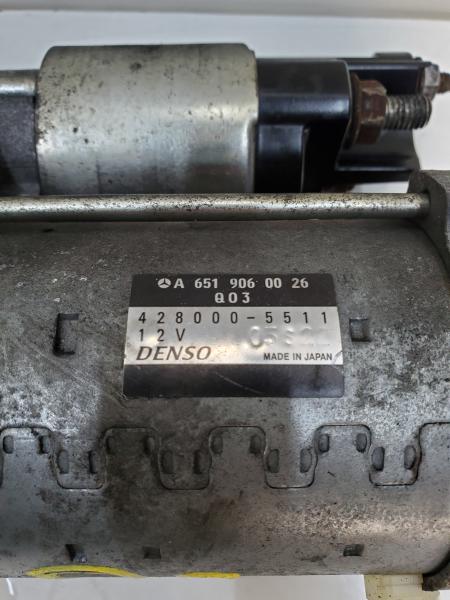 A 651 906 00 26
Q03
428000-5511
12V
DENSO MADE IN JAPAN